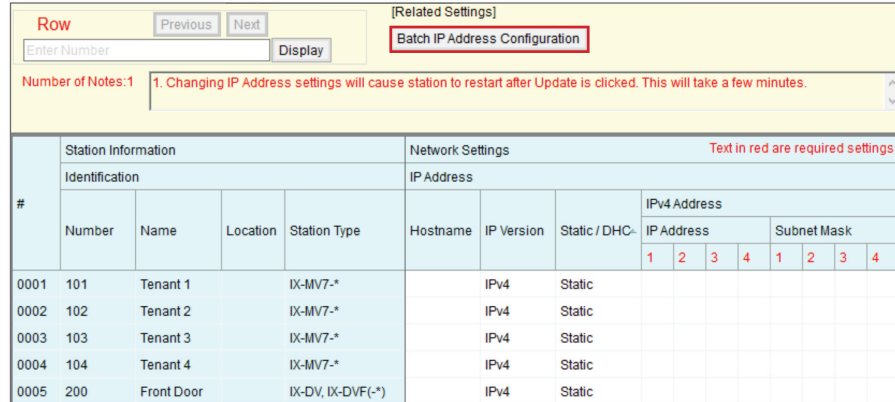 Row Previous Next
Enter Number Display
[Related Settings]
Batch IP Address Configuration
Number of Notes:1 1. Changing IP Address settings will cause station to restart after Update is clicked. This will take a few minutes.
Station Information Network Settings Text in red are required settings
Identification IP Address
# IPv4 Address
Number Name Location Station Type Hostname IP Version Static / DHC IP Address Subnet Mask
1 2 3 4 1 2 3 4
0001 101 Tenant 1 IX-MV7-* IPv4 Static
0002 102 Tenant 2 IX-MV7-* IPv4 Static
0003 103 Tenant 3 IX-MV7-* IPv4 Static
0004 104 Tenant 4 IX-MV7-* IPv4 Static
0005 200 Front Door IX-DV, IX-DVF(-*) IPv4 Static